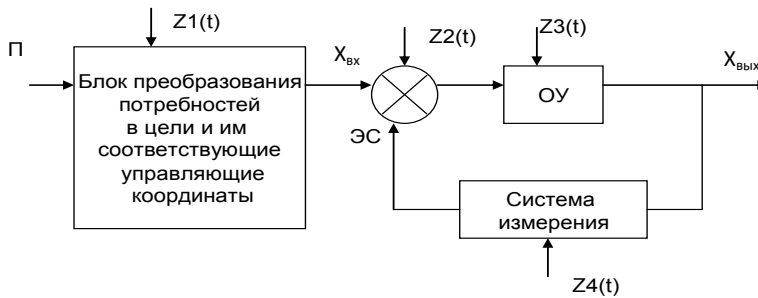 Z1(t)
П
Блок преобразования
потребностей
в цели и им
соответствующие
управляющие
координаты
Xвх
Z2(t)
ЭС
Z3(t)
ОУ
Xвых
Система
измерения
Z4(t)